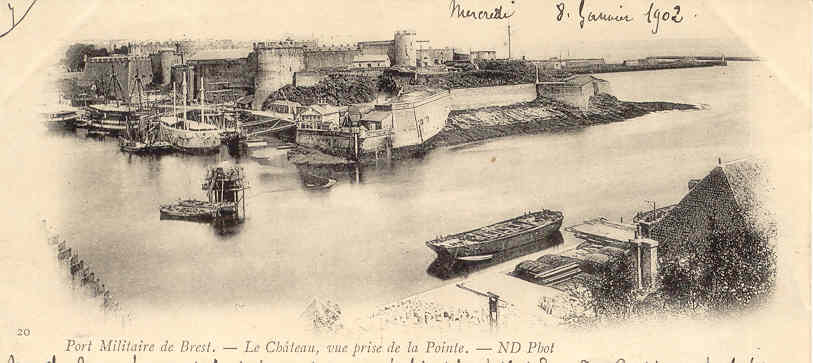 Mercredi 8. Janvier 1902.
20
Port Militaire de Brest. — Le Château, vue prise de la Pointe. — ND Phot